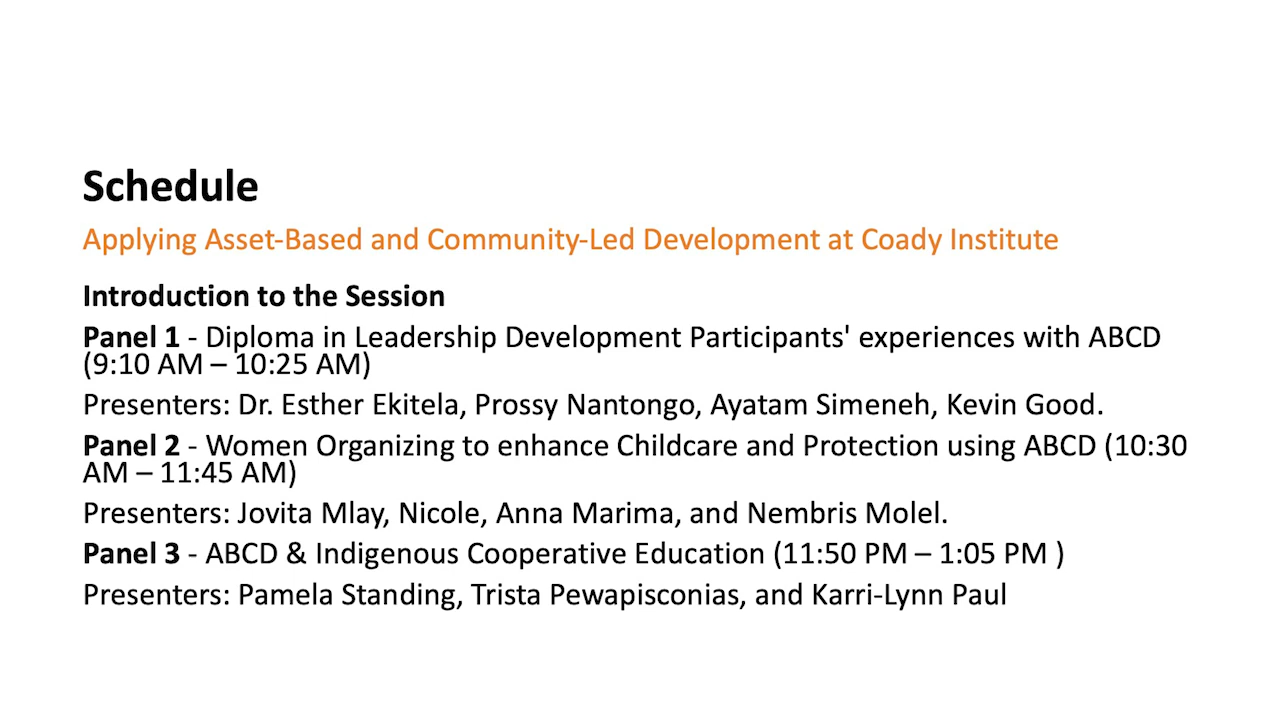 Schedule
Applying Asset-Based and Community-Led Development at Coady Institute
Introduction to the Session
Panel 1 - Diploma in Leadership Development Participants' experiences with ABCD
(9:10 AM – 10:25 AM)
Presenters: Dr. Esther Ekitela, Prossy Nantongo, Ayatam Simeneh, Kevin Good.
Panel 2 - Women Organizing to enhance Childcare and Protection using ABCD (10:30
AM – 11:45 AM)
Presenters: Jovita Mlay, Nicole, Anna Marima, and Nembris Molel.
Panel 3 - ABCD & Indigenous Cooperative Education (11:50 PM – 1:05 PM )
Presenters: Pamela Standing, Trista Pewapisconias, and Karri-Lynn Paul